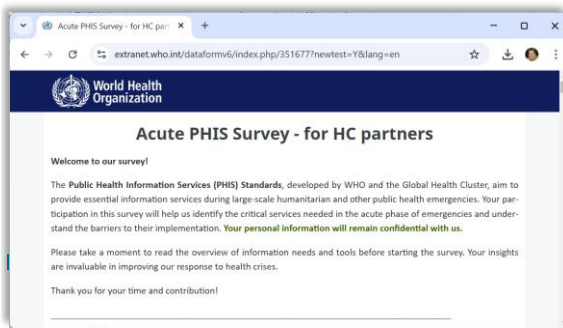 Acute PHIS Survey - for HC par
extranet.who.int/dataformv6/index.php/351677?newtest=Y&lang=en
World Health
Organization
Acute PHIS Survey - for HC partners
Welcome to our survey!
The Public Health Information Services (PHIS) Standards, developed by WHO and the Global Health Cluster, aim to
provide essential information services during large-scale humanitarian and other public health emergencies. Your par-
ticipation in this survey will help us identify the critical services needed in the acute phase of emergencies and under-
stand the barriers to their implementation. Your personal information will remain confidential with us.
Please take a moment to read the overview of information needs and tools before starting the survey. Your insights
are invaluable in improving our response to health crises.
Thank you for your time and contribution!